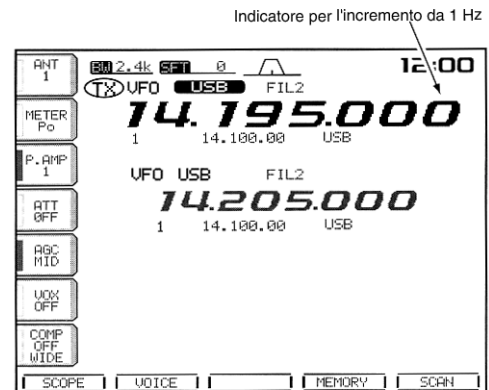 Indicatore per l'incremento da 1 Hz
ANT 1
BW 2.4k SFT 0
12:00
TX VFO USB FIL2
METER Po
14.195.000
1 14.100.00 USB
P.AMP 1
VFO USB FIL2
ATT OFF
14.205.000
1 14.100.00 USB
AGC MID
VOX OFF
COMP OFF WIDE
SCOPE VOICE MEMORY SCAN